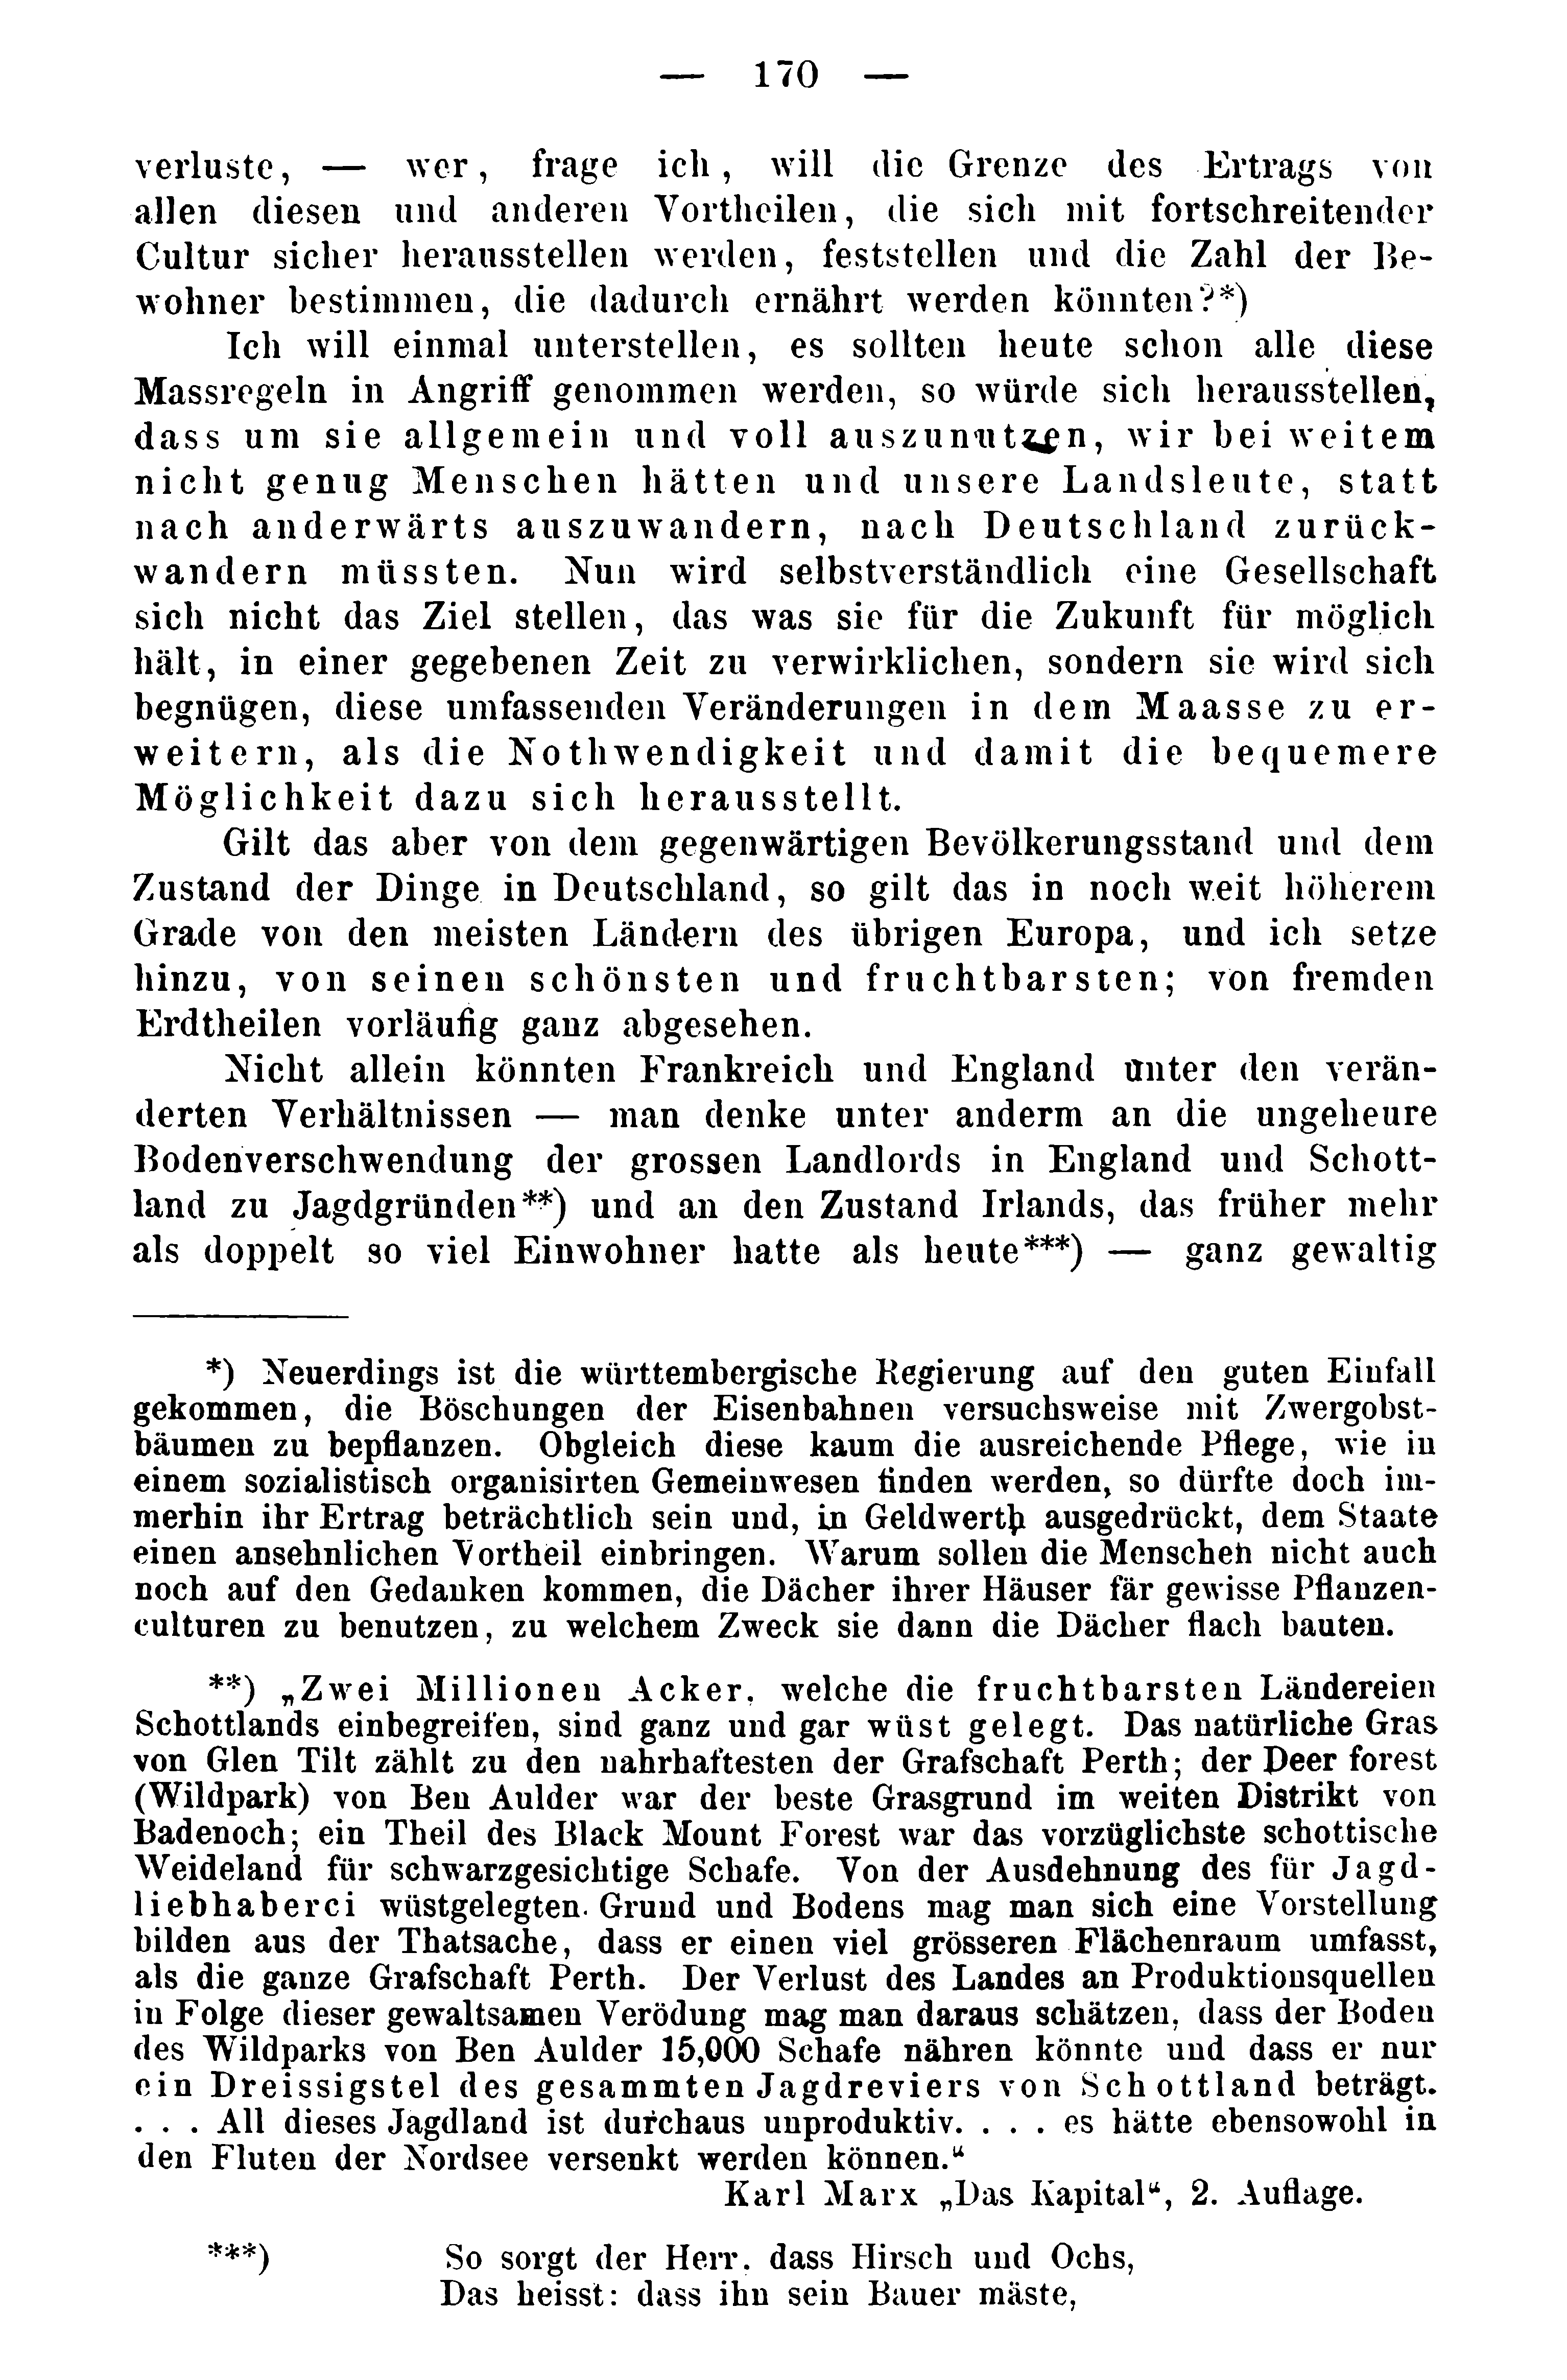 — 170 —
verluste, — wer, frage ich, will die Grenze des Ertrags von
allen diesen und anderen Vortheilen, die sich mit fortschreitender
Cultur sicher herausstellen werden, feststellen und die Zahl der Be-
wohner bestimmen, die dadurch ernährt werden könnten?*)
Ich will einmal unterstellen, es sollten heute schon alle diese
Massregeln in Angriff genommen werden, so würde sich herausstellen,
dass um sie allgemein und voll auszunutzen, wir bei weitem
nicht genug Menschen hätten und unsere Landsleute, statt
nach anderwärts auszuwandern, nach Deutschland zurück-
wandern müssten. Nun wird selbstverständlich eine Gesellschaft
sich nicht das Ziel stellen, das was sie für die Zukunft für möglich
hält, in einer gegebenen Zeit zu verwirklichen, sondern sie wird sich
begnügen, diese umfassenden Veränderungen in dem Maasse zu er-
weitern, als die Nothwendigkeit und damit die bequemere
Möglichkeit dazu sich herausstellt.
Gilt das aber von dem gegenwärtigen Bevölkerungsstand und dem
Zustand der Dinge in Deutschland, so gilt das in noch weit höherem
Grade von den meisten Ländern des übrigen Europa, und ich setze
hinzu, von seinen schönsten und fruchtbarsten; von fremden
Erdtheilen vorläufig ganz abgesehen.
Nicht allein könnten Frankreich und England unter den verän-
derten Verhältnissen — man denke unter anderm an die ungeheure
Bodenverschwendung der grossen Landlords in England und Schott-
land zu Jagdgründen**) und an den Zustand Irlands, das früher mehr
als doppelt so viel Einwohner hatte als heute***) — ganz gewaltig
*) Neuerdings ist die württembergische Regierung auf den guten Einfall
gekommen, die Böschungen der Eisenbahnen versuchsweise mit Zwergobst-
bäumen zu bepflanzen. Obgleich diese kaum die ausreichende Pflege, wie in
einem sozialistisch organisirten Gemeinwesen finden werden, so dürfte doch im-
merhin ihr Ertrag beträchtlich sein und, in Geldwerth ausgedrückt, dem Staate
einen ansehnlichen Vortheil einbringen. Warum sollen die Menschen nicht auch
noch auf den Gedanken kommen, die Dächer ihrer Häuser fär gewisse Pflanzen-
culturen zu benutzen, zu welchem Zweck sie dann die Dächer flach bauten.
**) „Zwei Millionen Acker, welche die fruchtbarsten Ländereien
Schottlands einbegreifen, sind ganz und gar wüst gelegt. Das natürliche Gras
von Glen Tilt zählt zu den nahrhaftesten der Grafschaft Perth; der Deer forest
(Wildpark) von Ben Aulder war der beste Grasgrund im weiten Distrikt von
Badenoch; ein Theil des Black Mount Forest war das vorzüglichste schottische
Weideland für schwarzgesichtige Schafe. Von der Ausdehnung des für Jagd-
liebhaberei wüstgelegten Grund und Bodens mag man sich eine Vorstellung
bilden aus der Thatsache, dass er einen viel grösseren Flächenraum umfasst,
als die ganze Grafschaft Perth. Der Verlust des Landes an Produktionsquellen
in Folge dieser gewaltsamen Verödung mag man daraus schätzen, dass der Boden
des Wildparks von Ben Aulder 15,000 Schafe nähren könnte und dass er nur
ein Dreissigstel des gesammten Jagdreviers von Schottland beträgt.
. . . All dieses Jagdland ist durchaus unproduktiv. . . . es hätte ebensowohl in
den Fluten der Nordsee versenkt werden können.“
Karl Marx „Das Kapital“, 2. Auflage.
***) So sorgt der Herr, dass Hirsch und Ochs,
Das heisst: dass ihn sein Bauer mäste,